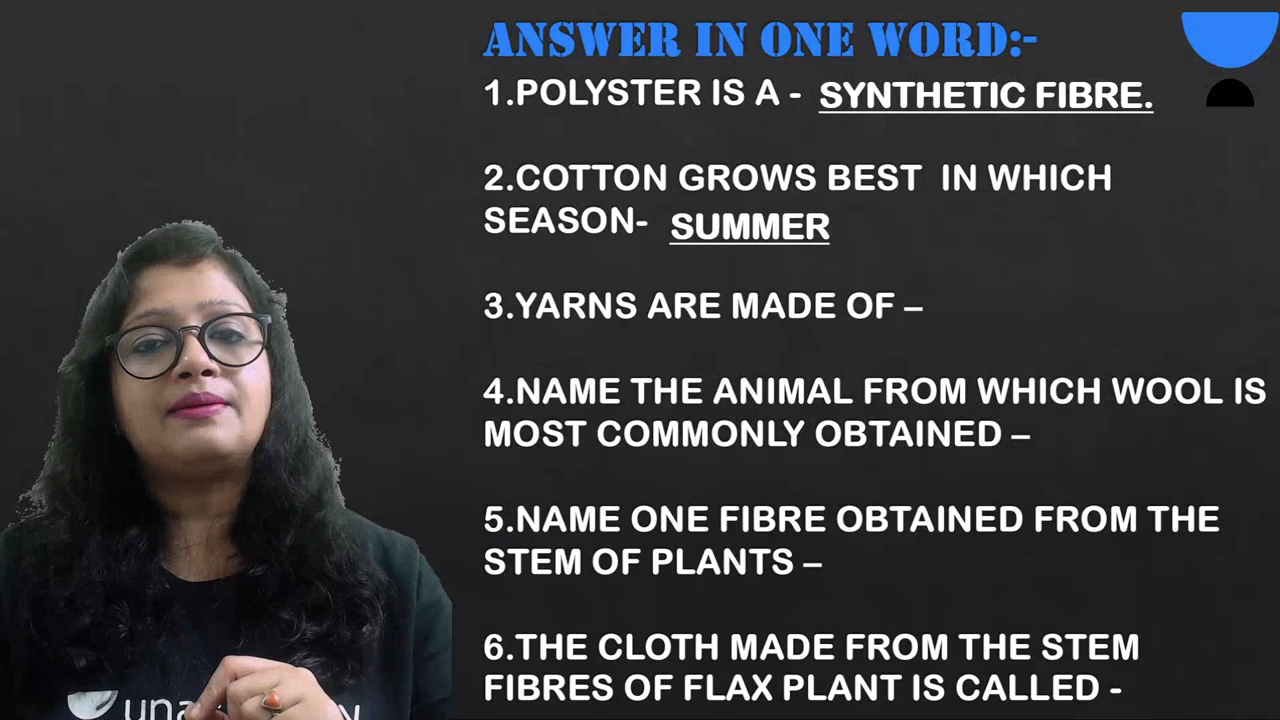 ANSWER IN ONE WORD:-
1.POLYSTER IS A - SYNTHETIC FIBRE.
2.COTTON GROWS BEST IN WHICH
SEASON- SUMMER
3.YARNS ARE MADE OF –
4.NAME THE ANIMAL FROM WHICH WOOL IS
MOST COMMONLY OBTAINED –
5.NAME ONE FIBRE OBTAINED FROM THE
STEM OF PLANTS –
6.THE CLOTH MADE FROM THE STEM
FIBRES OF FLAX PLANT IS CALLED -